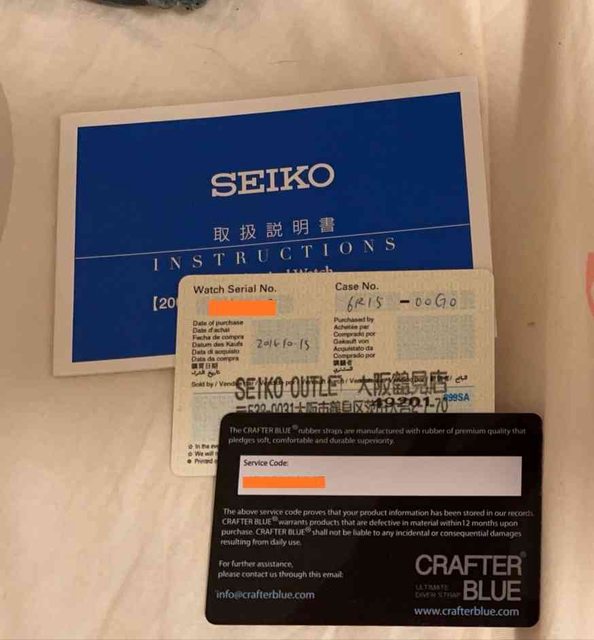 SEIKO
取扱説明書
INSTRUCTIONS
Watch Serial No.
Case No.
6R15 - 00G0
Date of purchase
Date d'achat
Fecha de compra
Datum des Kaufs
Data di acquisto
Data da compra
購買日期
2016 10 15
Purchased by
Achetée par
Comprado por
Gekauft von
Acquistato da
Comprado por
Sold by /
SEIKO OUTLET 大阪鶴見店
49201
699SA
The CRAFTER BLUE® rubber straps are manufactured with rubber of premium quality that
pledges soft, comfortable and durable superiority.
Service Code:
The above service code proves that your product information has been stored in our record.
CRAFTER BLUE® warrants products that are defective in material within 12 months upon
purchase. CRAFTER BLUE® shall not be liable to any incidental or consequential damages
resulting from daily use.
For further assistance,
please contact us through this email:
info@crafterblue.com
CRAFTER®
ULTIMATE
DIVER STRAP
BLUE
www.crafterblue.com